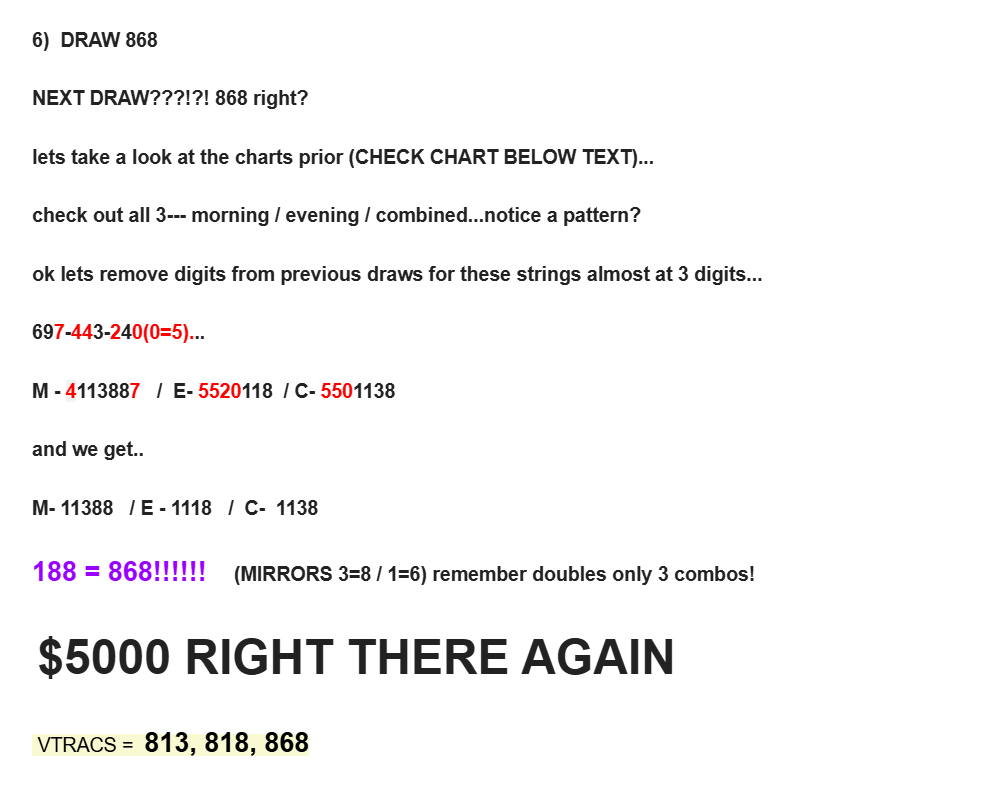 6)  DRAW 868
NEXT DRAW???!?! 868 right?
lets take a look at the charts prior (CHECK CHART BELOW TEXT)...
check out all 3--- morning / evening / combined...notice a pattern?
ok lets remove digits from previous draws for these strings almost at 3 digits...
697-443-240(0=5)...
M - 4113887   /  E- 5520118  / C- 5501138
and we get..
M- 11388   / E - 1118   /  C-  1138
188 = 868!!!!!!    (MIRRORS 3=8 / 1=6) remember doubles only 3 combos!
$5000 RIGHT THERE AGAIN
VTRACS =  813, 818, 868